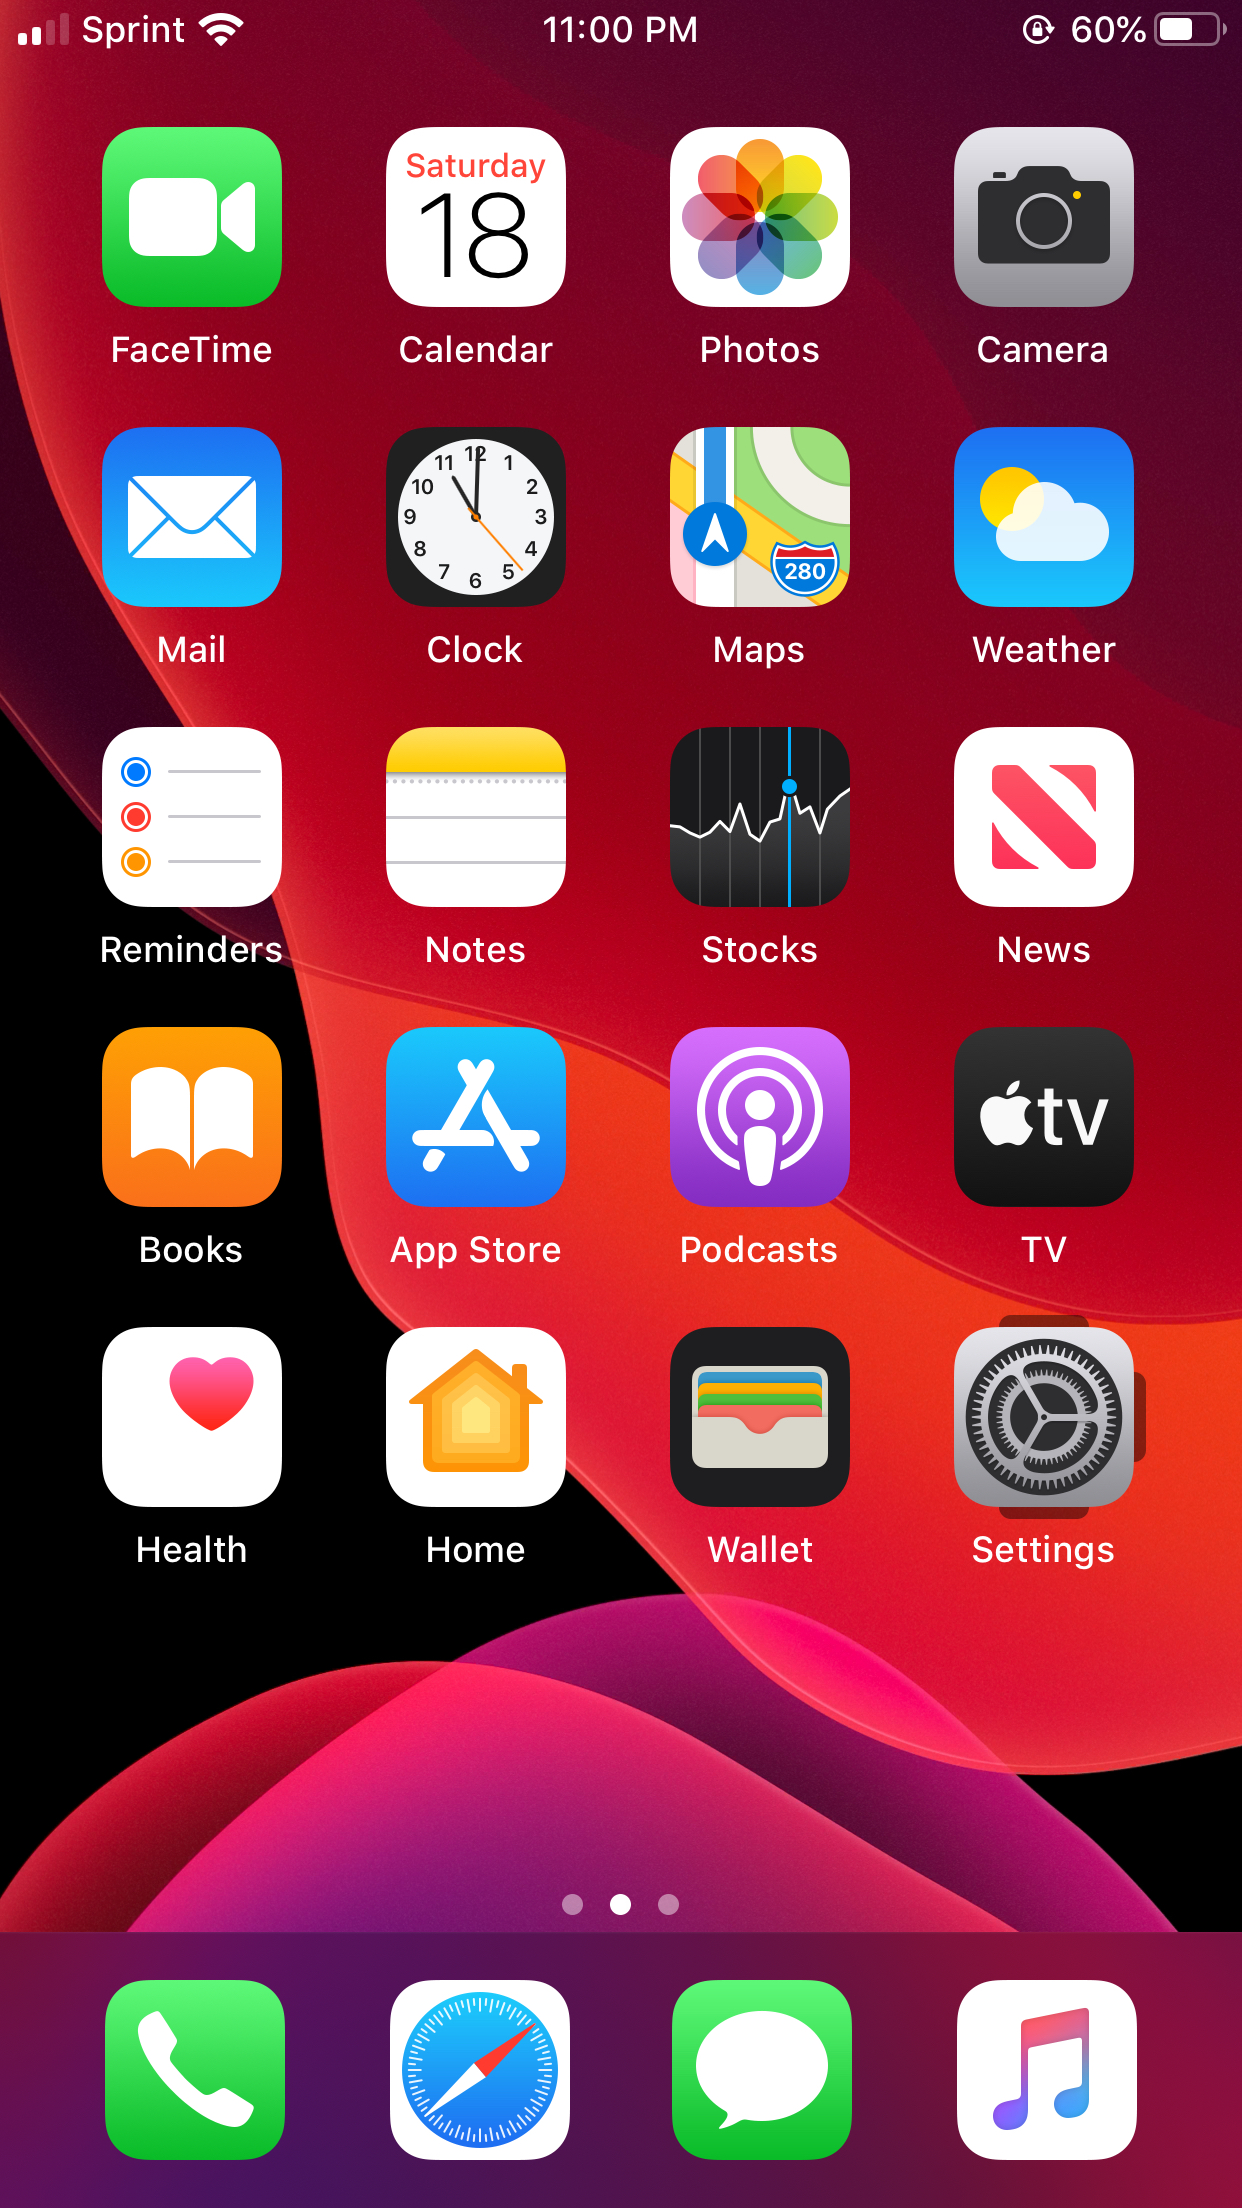 Sprint 11:00 PM 60%
Saturday
18
FaceTime Calendar Photos Camera
12
11 1
10 2
9 3
8 4
7 5
6
280
Mail Clock Maps Weather
Reminders Notes Stocks News
tv
Books App Store Podcasts TV
Health Home Wallet Settings